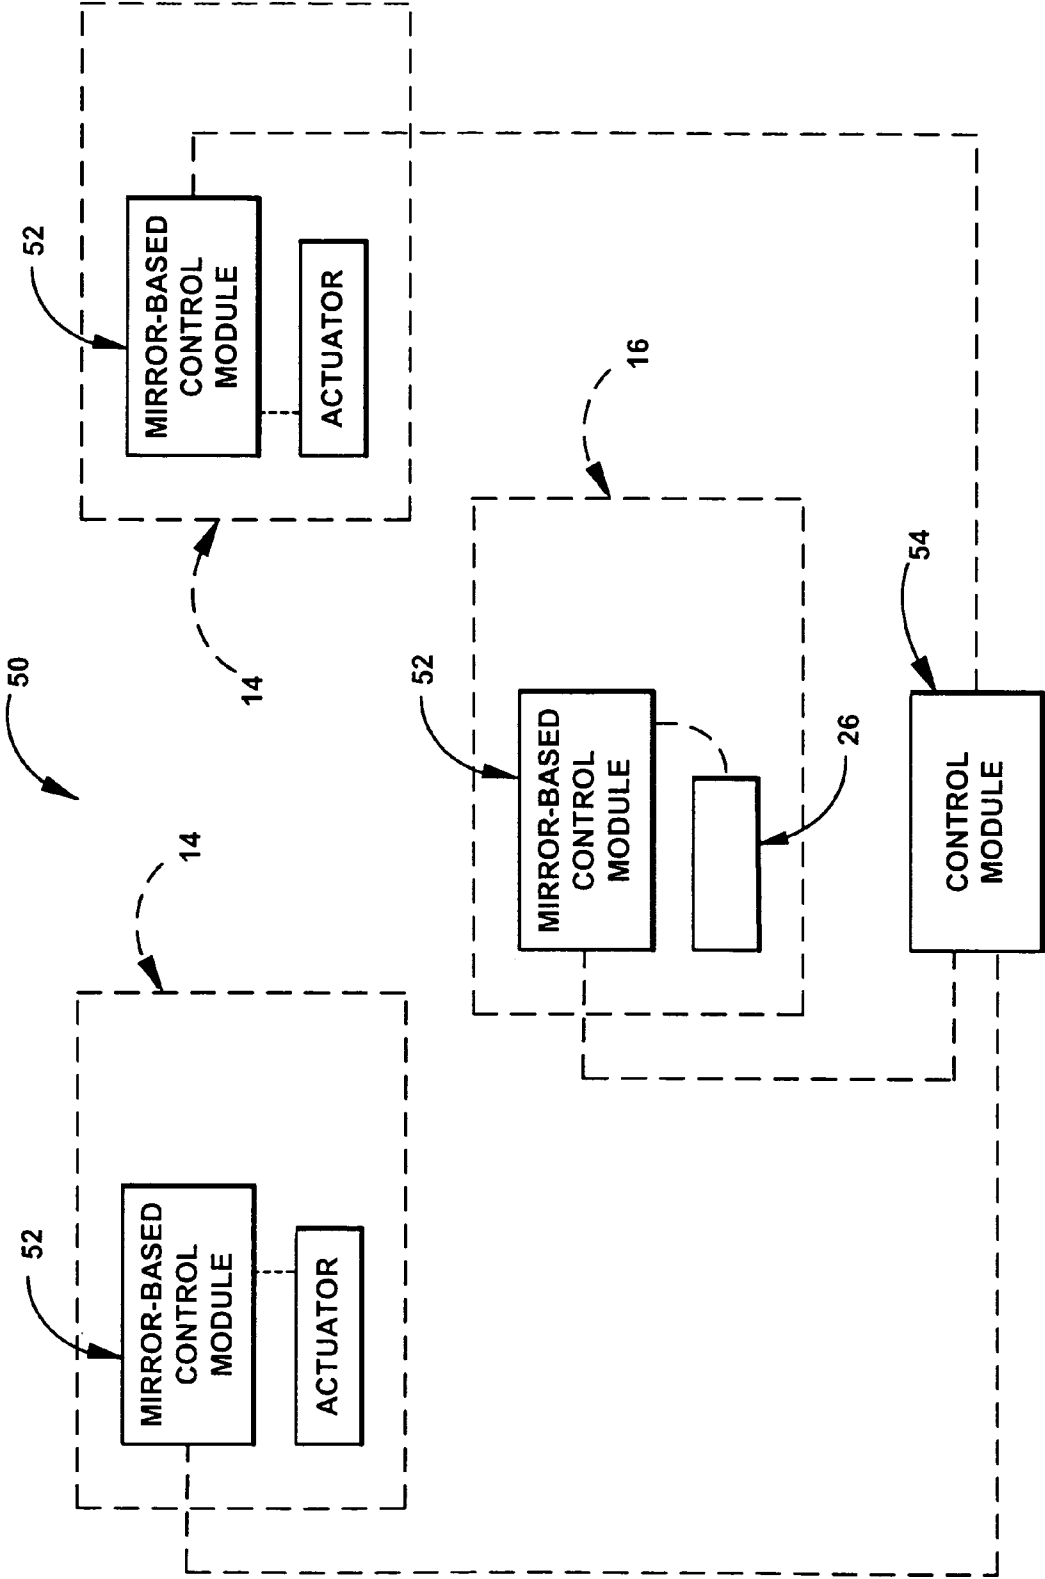 50
52
14
MIRROR-BASED
CONTROL
MODULE
ACTUATOR
14
52
MIRROR-BASED
CONTROL
MODULE
ACTUATOR
52
16
MIRROR-BASED
CONTROL
MODULE
26
54
CONTROL
MODULE